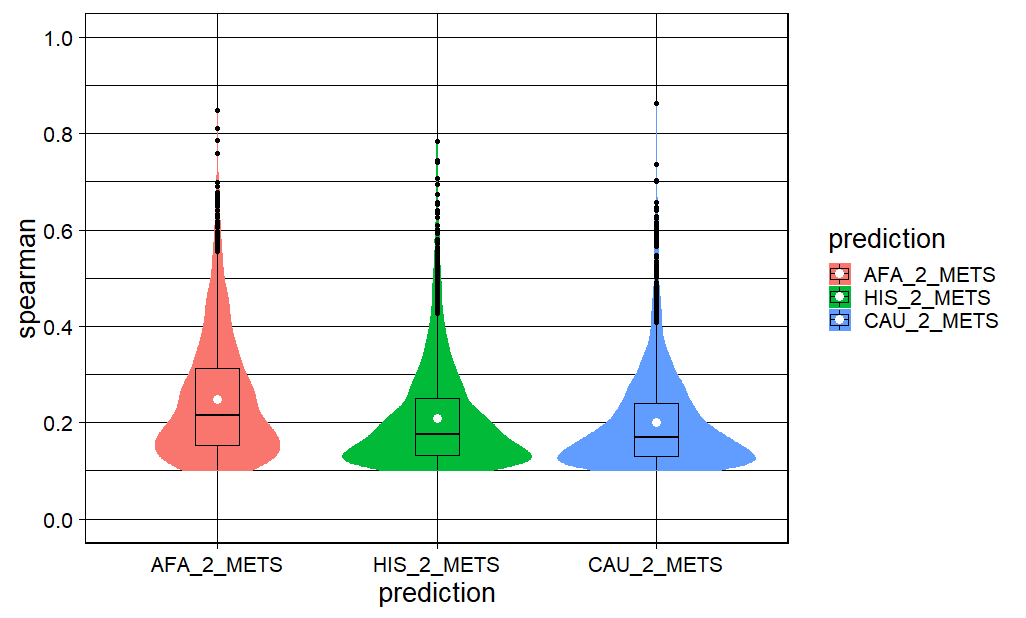 1.0
0.8
0.6
0.4
0.2
0.0
spearman
AFA_2_METS
HIS_2_METS
CAU_2_METS
prediction
prediction
AFA_2_METS
HIS_2_METS
CAU_2_METS